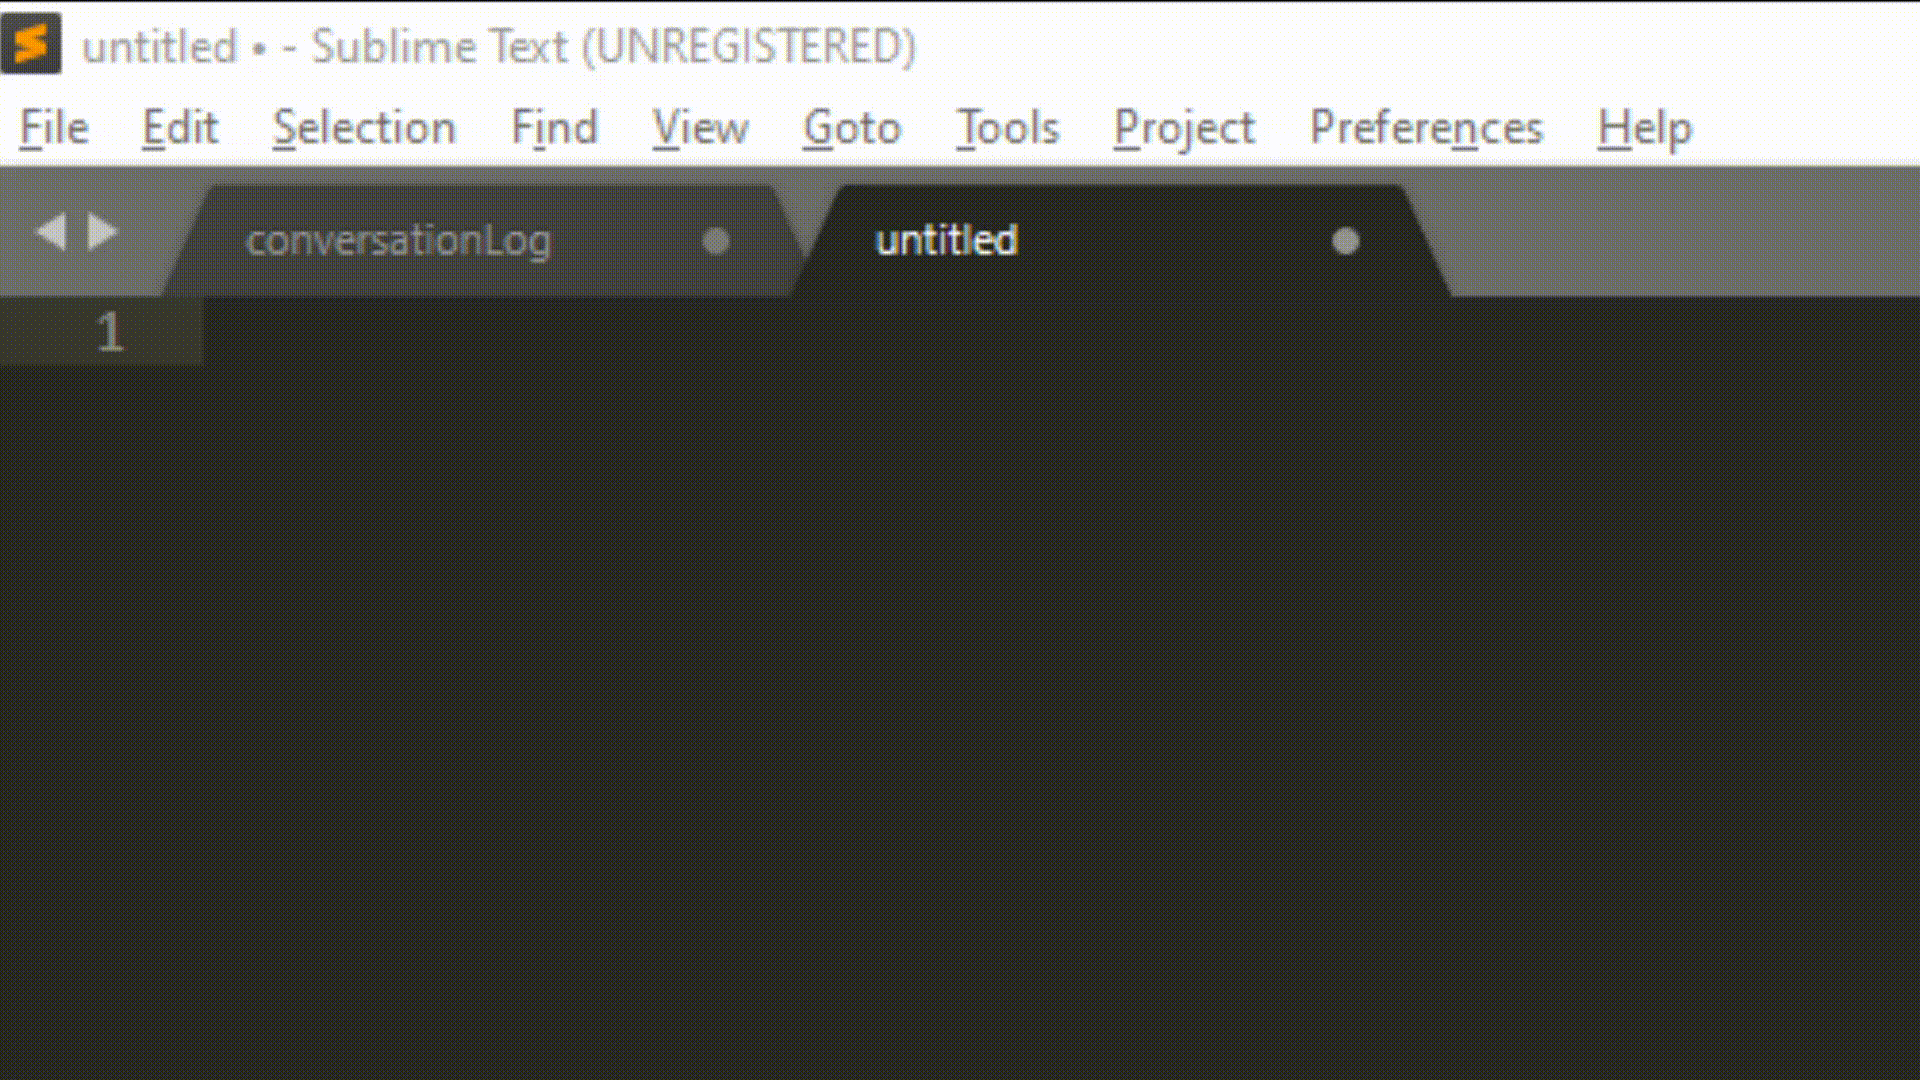 untitled • - Sublime Text (UNREGISTERED)
File Edit Selection Find View Goto Tools Project Preferences Help
conversationLog untitled
1